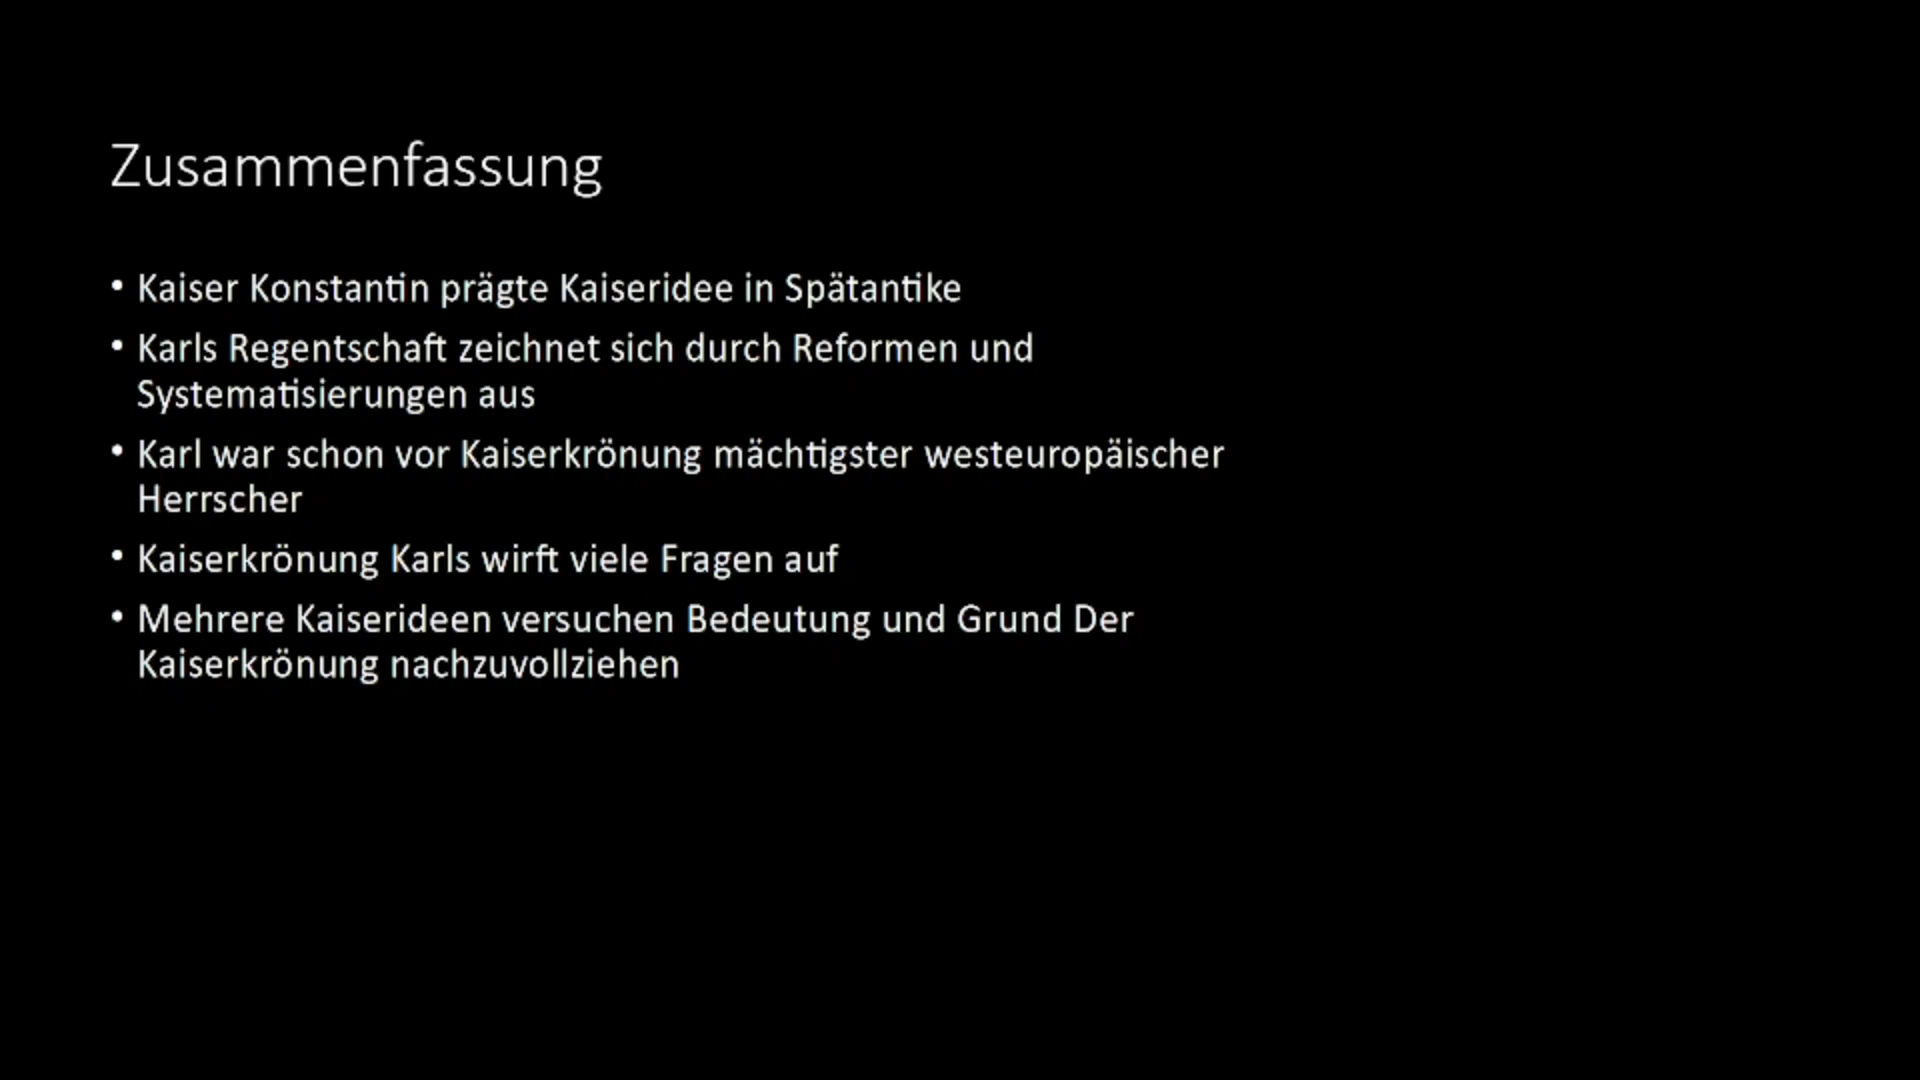 Zusammenfassung
• Kaiser Konstantin prägte Kaiseridee in Spätantike
• Karls Regentschaft zeichnet sich durch Reformen und
Systematisierungen aus
• Karl war schon vor Kaiserkrönung mächtigster westeuropäischer
Herrscher
• Kaiserkrönung Karls wirft viele Fragen auf
• Mehrere Kaiserideen versuchen Bedeutung und Grund Der
Kaiserkrönung nachzuvollziehen